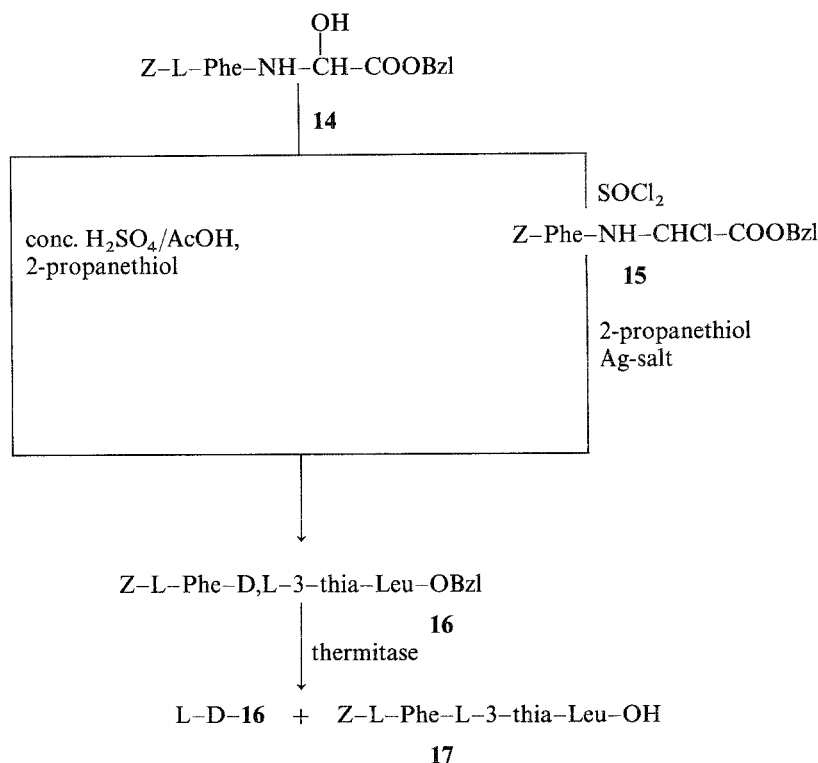 OH
Z–L–Phe–NH–CH–COOBzl
14
conc. H₂SO₄/AcOH,
2-propanethiol
SOCl₂
Z–Phe–NH–CHCl–COOBzl
15
2-propanethiol
Ag-salt
Z–L–Phe–D,L–3–thia–Leu–OBzl
16
thermitase
L–D–16 + Z–L–Phe–L–3–thia–Leu–OH
17